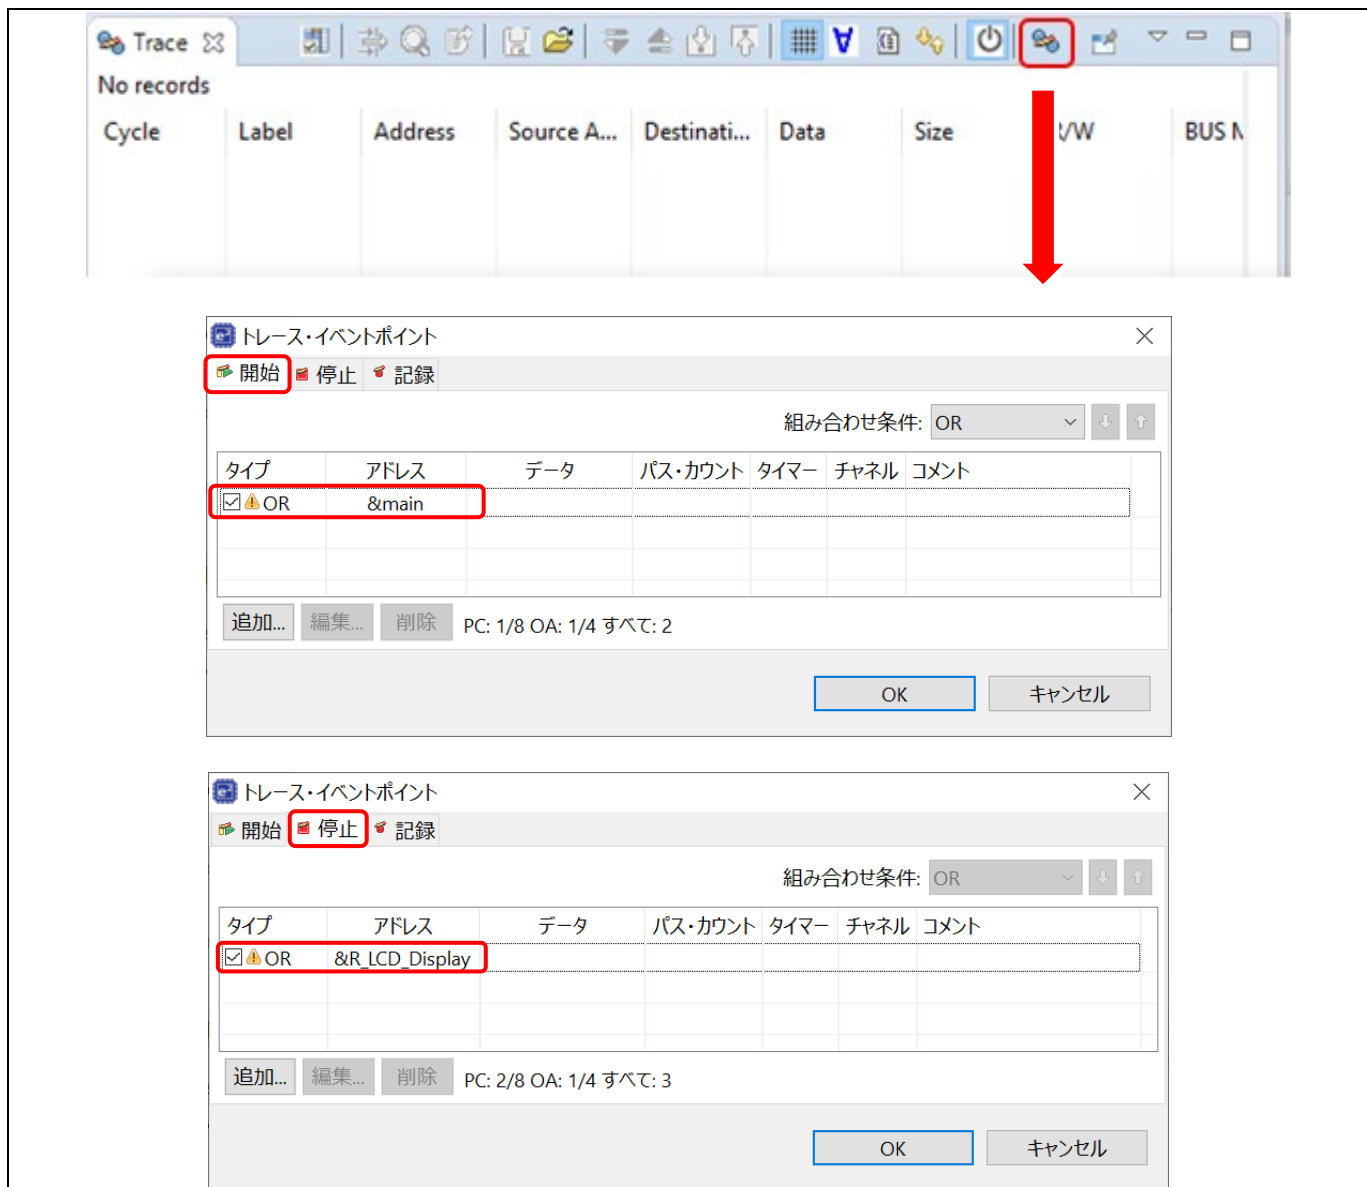 Trace
No records
Cycle Label Address Source A... Destinati... Data Size /W BUS
トレース・イベントポイント
開始 停止 記録
組み合わせ条件: OR
タイプ アドレス データ パス・カウント タイマー チャネル コメント
OR &main
追加... 編集... 削除 PC: 1/8 OA: 1/4 すべて: 2
OK キャンセル
トレース・イベントポイント
開始 停止 記録
組み合わせ条件: OR
タイプ アドレス データ パス・カウント タイマー チャネル コメント
OR &R_LCD_Display
追加... 編集... 削除 PC: 2/8 OA: 1/4 すべて: 3
OK キャンセル